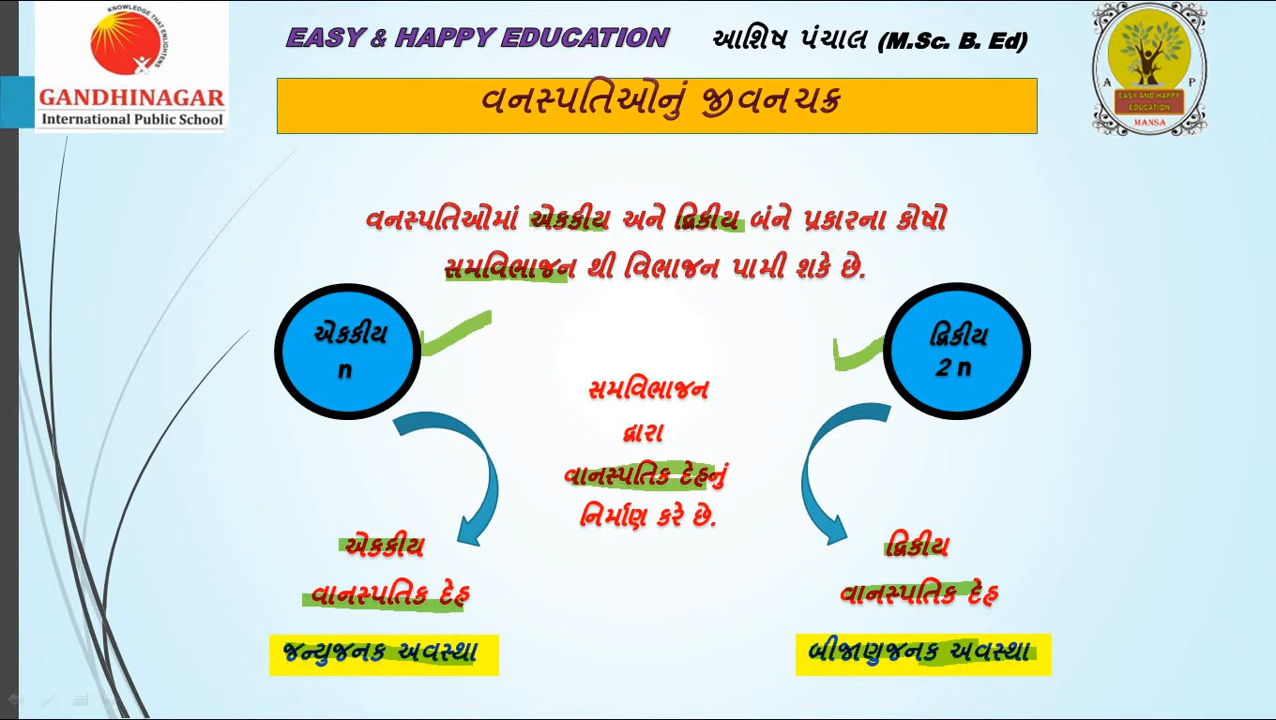 KNOWLEDGE THAT ENLIGHTENS
GANDHINAGAR
International Public School
EASY & HAPPY EDUCATION આશિષ પંચાલ (M.Sc. B. Ed)
A P
EASY AND HAPPY
EDUCATION
MANSA
વનસ્પતિઓનું જીવનચક્ર
વનસ્પતિઓમાં એકકીય અને દ્વિકીય બંને પ્રકારના કોષો
સમવિભાજન થી વિભાજન પામી શકે છે.
એકકીય
n
દ્વિકીય
2 n
સમવિભાજન
દ્વારા
વાનસ્પતિક દેહનું
નિર્માણ કરે છે.
એકકીય
વાનસ્પતિક દેહ
જન્યુજનક અવસ્થા
દ્વિકીય
વાનસ્પતિક દેહ
બીજાણુજનક અવસ્થા